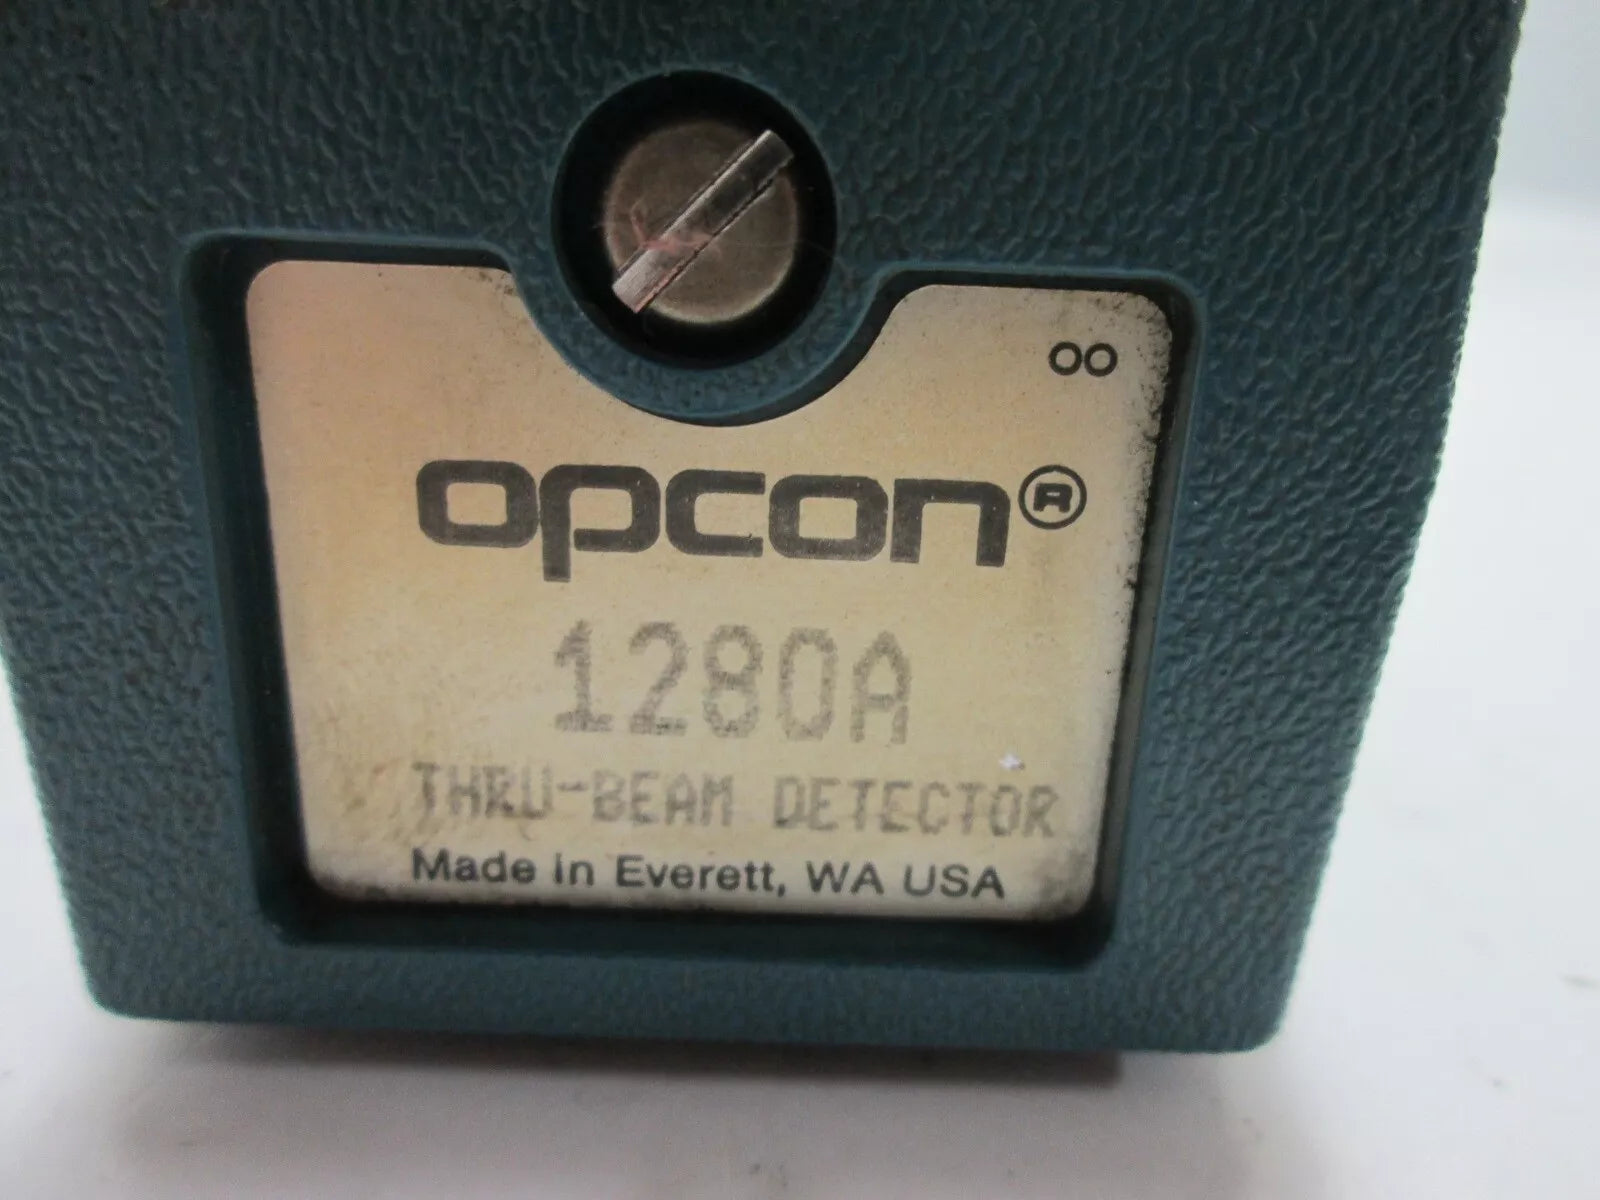 OO
opcon®
1280A
THRU-BEAM DETECTOR
Made in Everett, WA USA